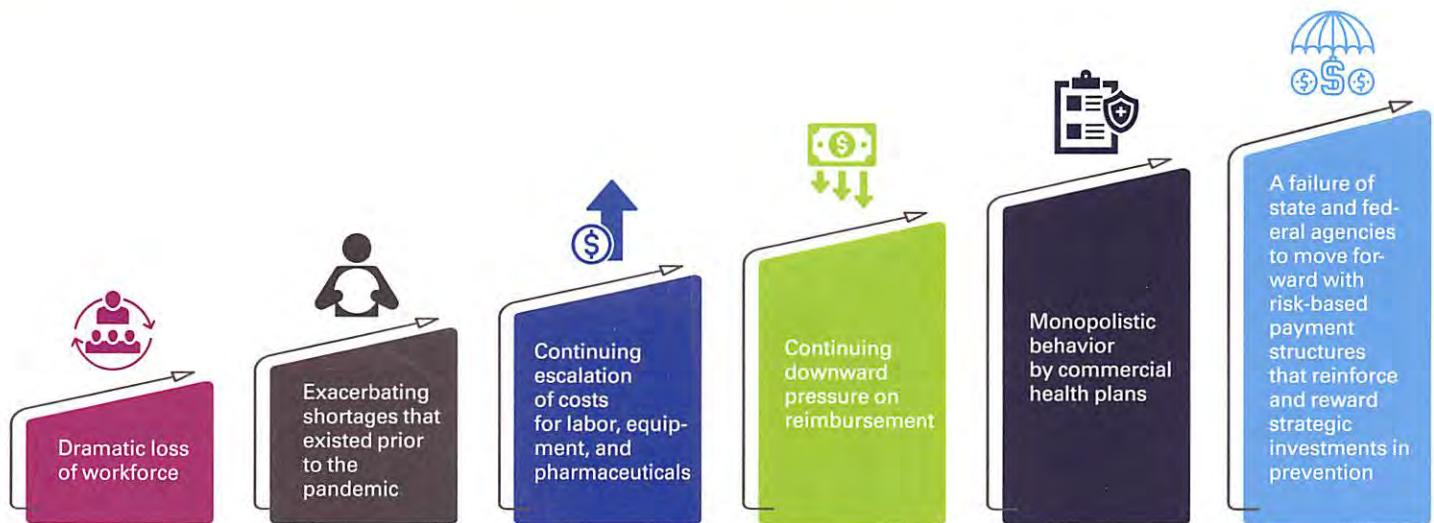 Dramatic loss
of workforce
Exacerbating
shortages that
existed prior
to the
pandemic
Continuing
escalation
of costs
for labor, equip-
ment, and
pharmaceuticals
Continuing
downward
pressure on
reimbursement
Monopolistic
behavior
by commercial
health plans
A failure of
state and fed-
eral agencies
to move for-
ward with
risk-based
payment
structures
that reinforce
and reward
strategic
investments in
prevention